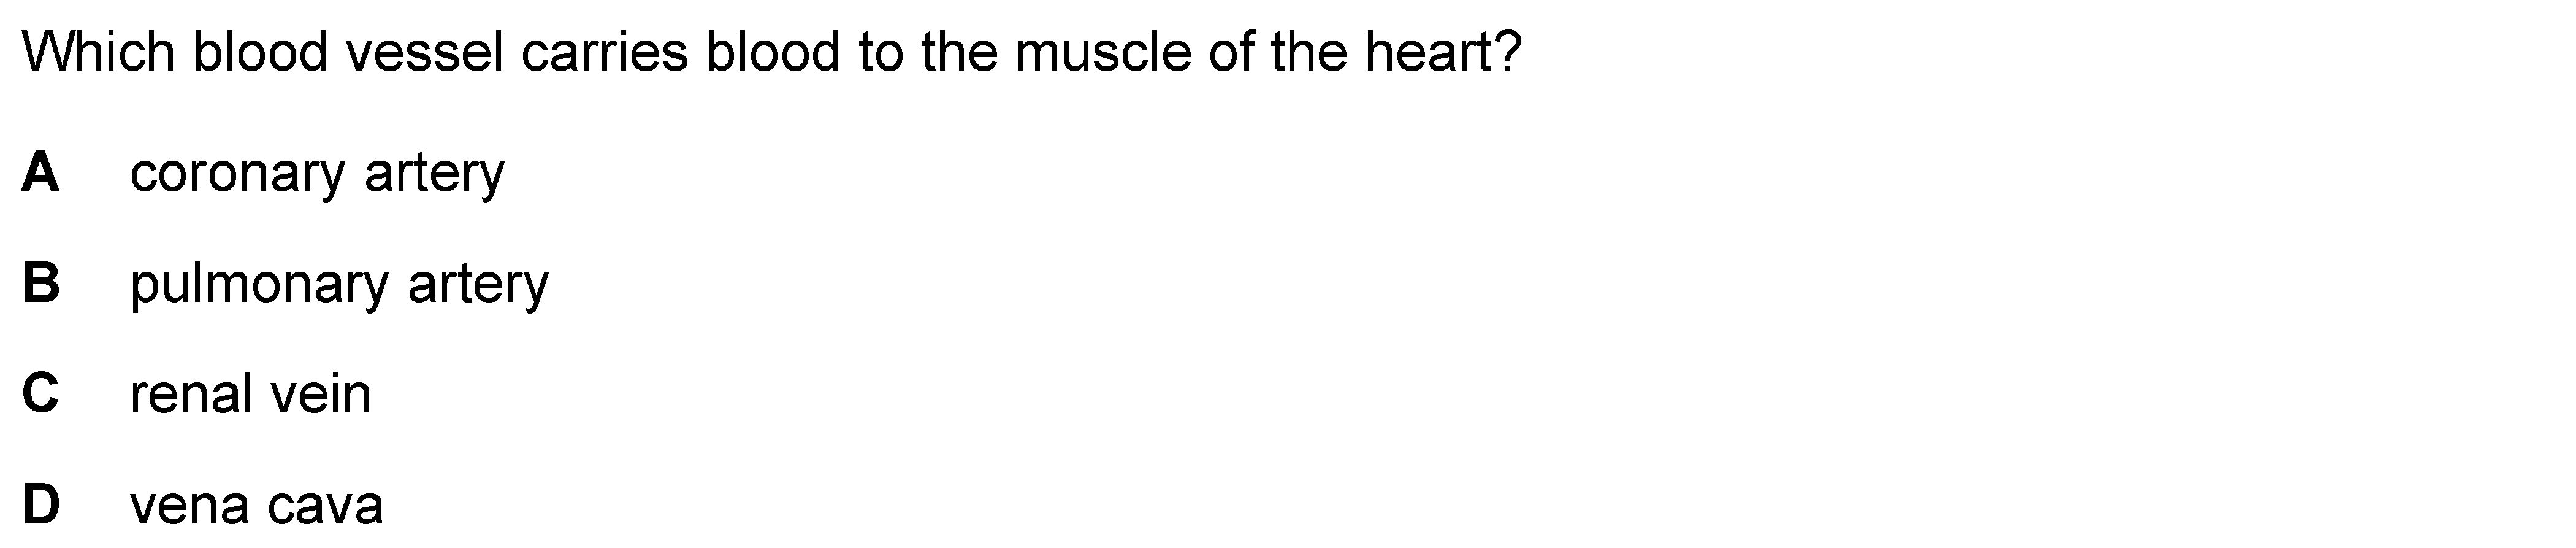 Which blood vessel carries blood to the muscle of the heart?
A coronary artery
B pulmonary artery
C renal vein
D vena cava